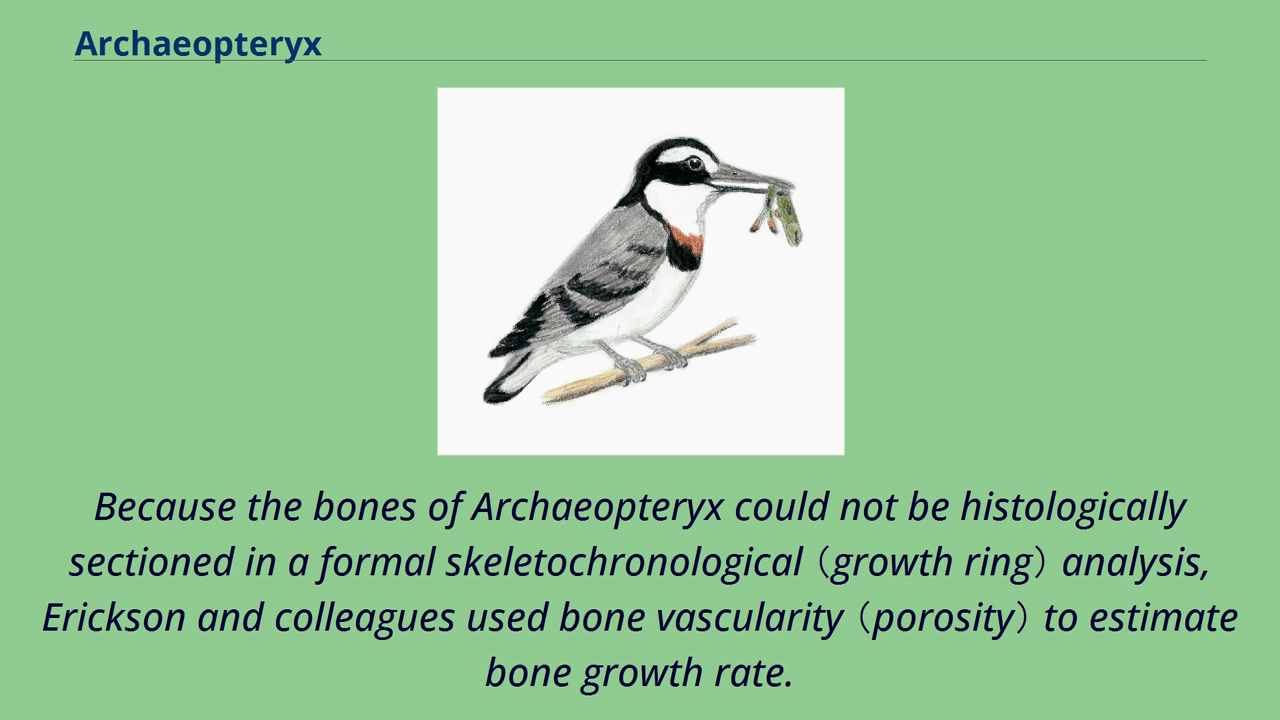 Archaeopteryx
Because the bones of Archaeopteryx could not be histologically
sectioned in a formal skeletochronological（growth ring）analysis,
Erickson and colleagues used bone vascularity（porosity）to estimate
bone growth rate.